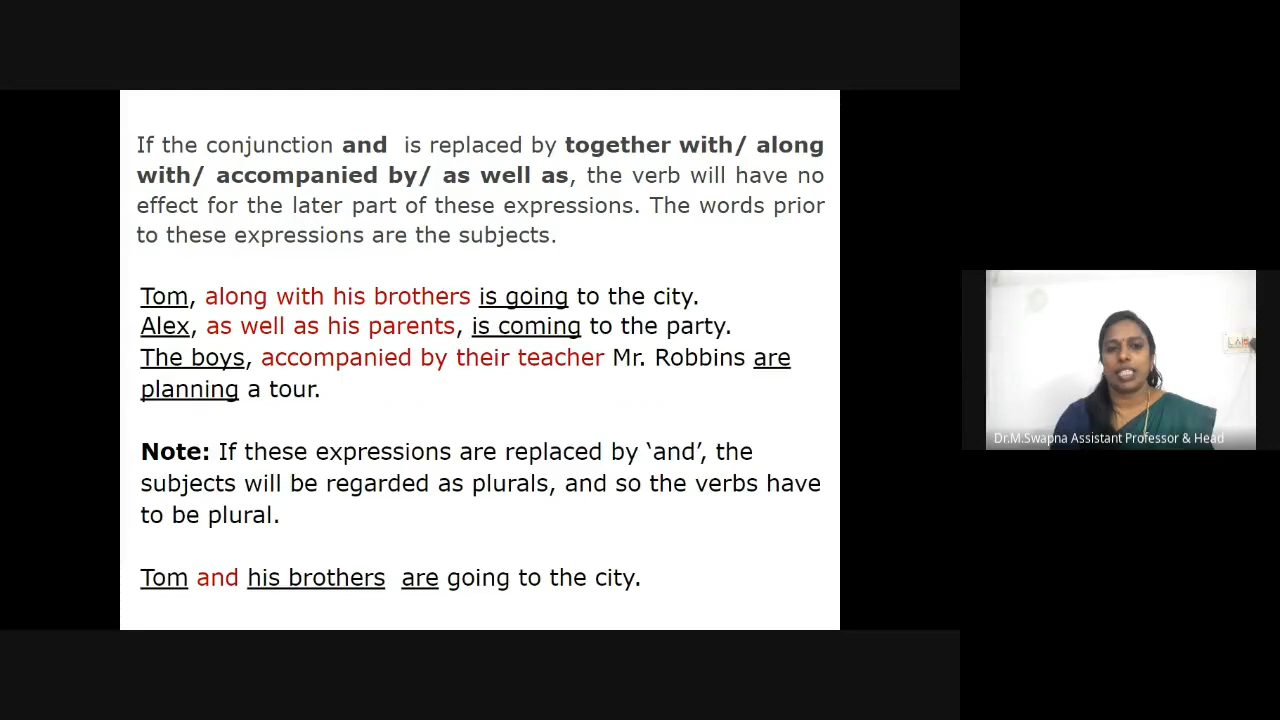 If the conjunction and is replaced by together with/ along
with/ accompanied by/ as well as, the verb will have no
effect for the later part of these expressions. The words prior
to these expressions are the subjects.
Tom, along with his brothers is going to the city.
Alex, as well as his parents, is coming to the party.
The boys, accompanied by their teacher Mr. Robbins are
planning a tour.
Note: If these expressions are replaced by ‘and’, the
subjects will be regarded as plurals, and so the verbs have
to be plural.
Tom and his brothers are going to the city.
Dr.M.Swapna Assistant Professor & Head